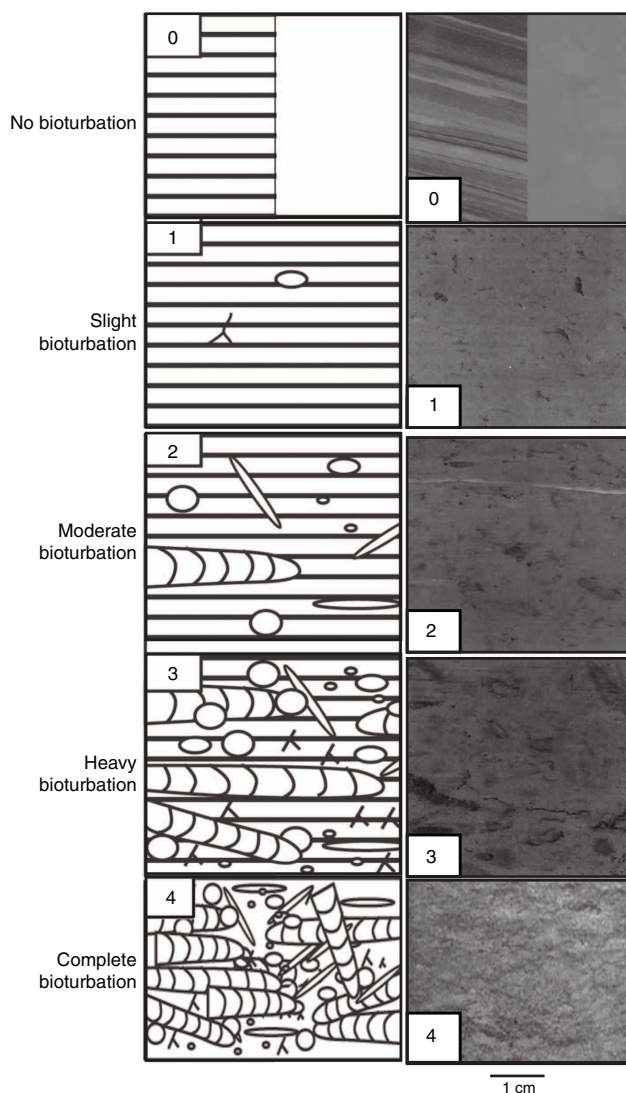 0
No bioturbation
0
1
Slight
bioturbation
1
2
Moderate
bioturbation
2
3
Heavy
bioturbation
3
4
Complete
bioturbation
4
1 cm